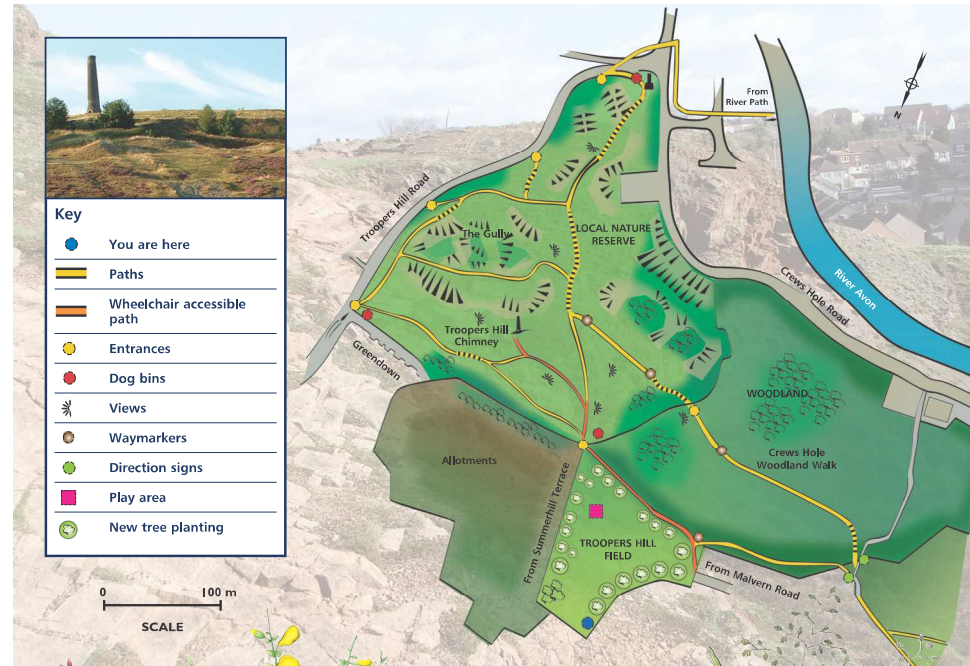 Key
You are here
Paths
Wheelchair accessible
path
Entrances
Dog bins
Views
Waymarkers
Direction signs
Play area
New tree planting
0
100 m
SCALE
From
River Path
N
Troopers Hill Road
The Gully
LOCAL NATURE
RESERVE
Crews Hole Road
River Avon
Troopers Hill
Chimney
Greendown
WOODLAND
Crews Hole
Woodland Walk
Allotments
From Summerhill Terrace
TROOPERS HILL
FIELD
From Malvern Road